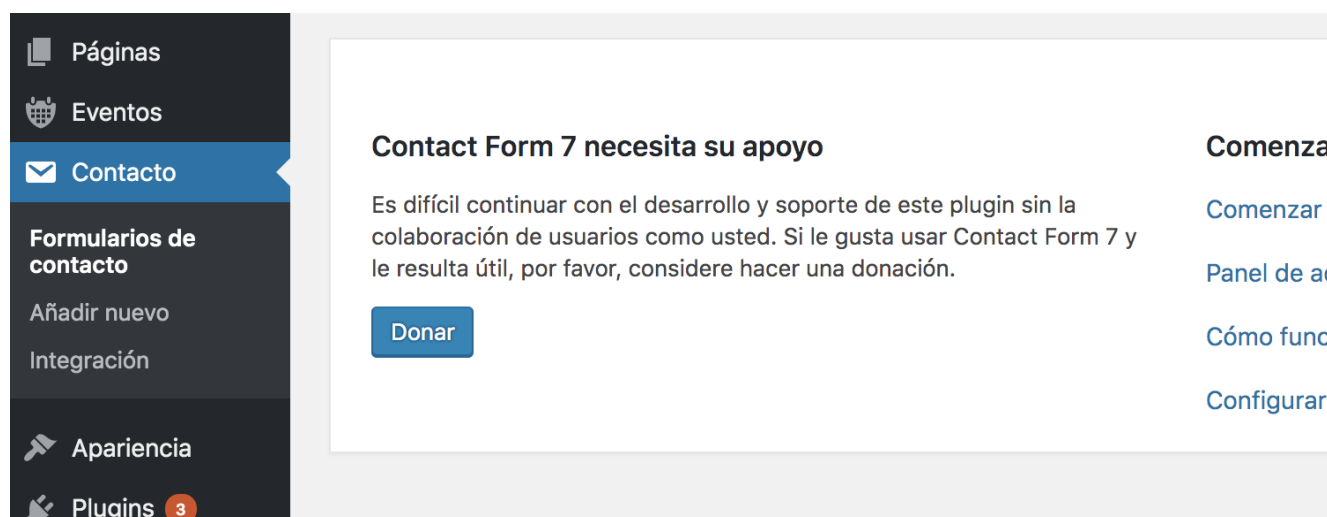 Páginas
Eventos
Contacto
Formularios de
contacto
Añadir nuevo
Integración
Apariencia
Plugins 3
Contact Form 7 necesita su apoyo
Es difícil continuar con el desarrollo y soporte de este plugin sin la
colaboración de usuarios como usted. Si le gusta usar Contact Form 7 y
le resulta útil, por favor, considere hacer una donación.
Donar
Comenza
Comenzar
Panel de a
Cómo func
Configurar